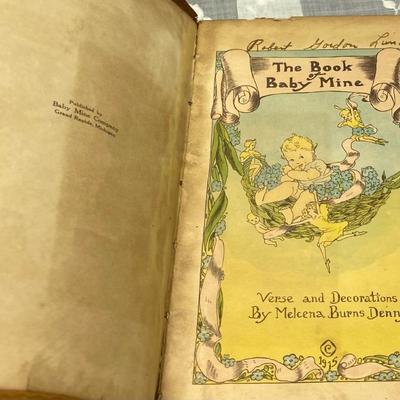 Published by
Baby Mine Company
Grand Rapids, Michigan
Robert Gordon
The Book
of
Baby Mine
Verse and Decorations
By Melcena Burns Denny
© 1915